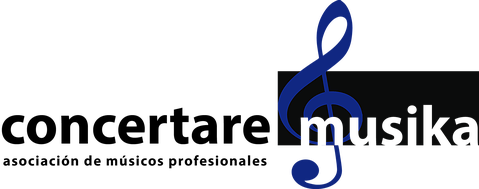 concertare musika
asociación de músicos profesionales